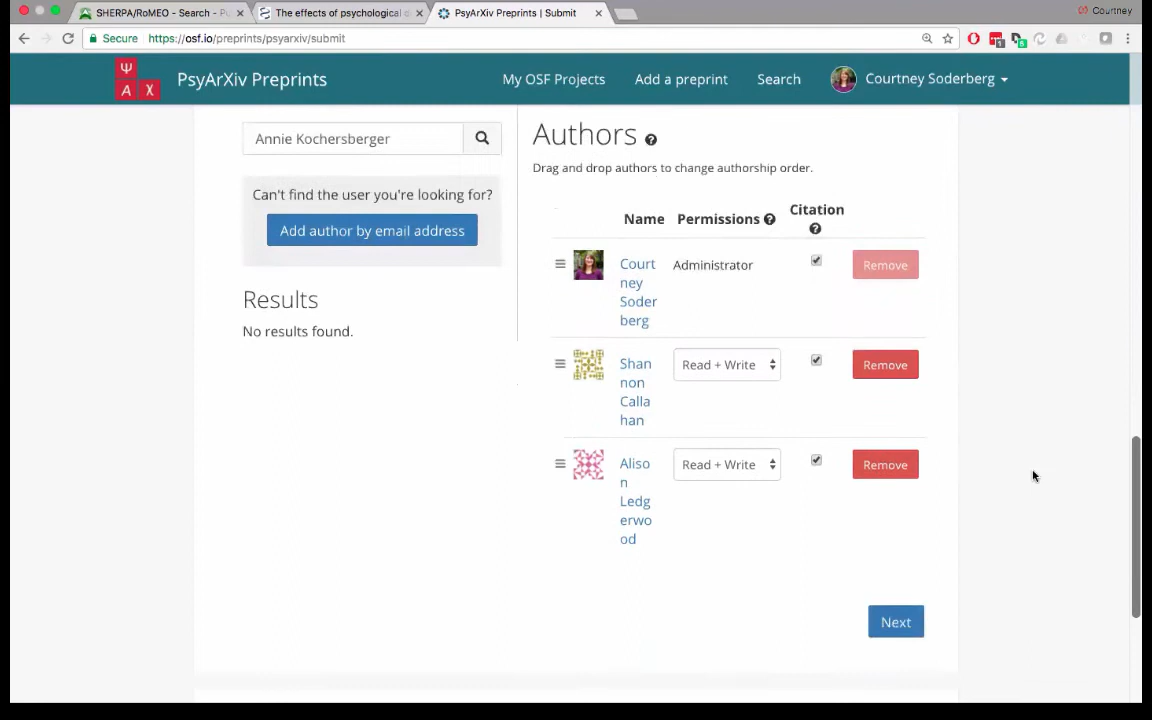 SHERPA/RoMEO - Search -
The effects of psychological
PsyArXiv Preprints | Submit
Courtney
Secure https://osf.io/preprints/psyarxiv/submit
Ψ
A X
PsyArXiv Preprints
My OSF Projects
Add a preprint
Search
Courtney Soderberg
Annie Kochersberger
Can't find the user you're looking for?
Add author by email address
Results
No results found.
Authors
Drag and drop authors to change authorship order.
Name Permissions Citation
Court
ney
Soder
berg
Administrator
Remove
Shan
non
Calla
han
Read + Write
Remove
Aliso
n
Ledg
erwo
od
Read + Write
Remove
Next